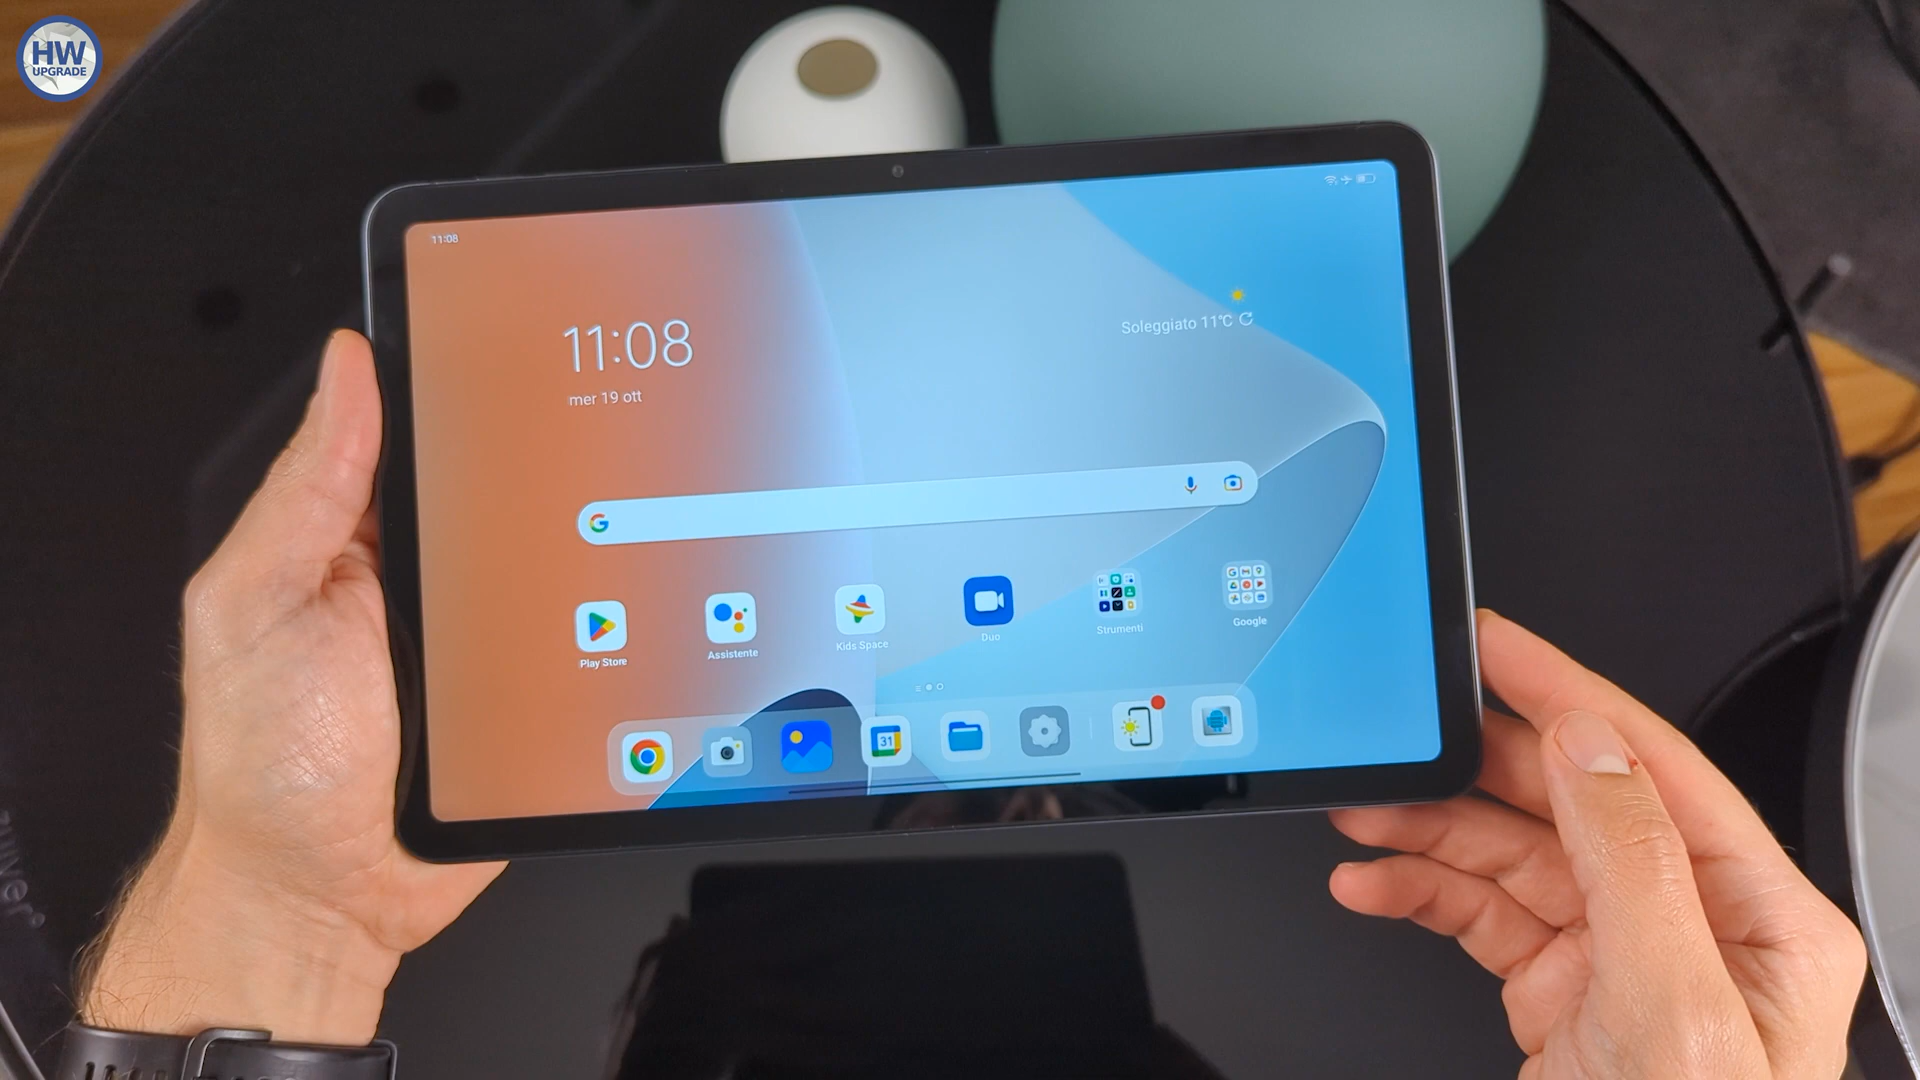 HW
UPGRADE
11:08
11:08
mer 19 ott
Soleggiato 11°C
Play Store
Assistente
Kids Space
Duo
Strumenti
Google
31